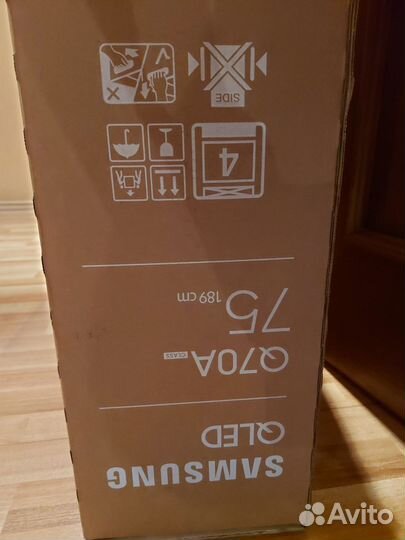 SAMSUNG
QLED
Q70A CLASS
75 189 cm
4
SIDE
Avito